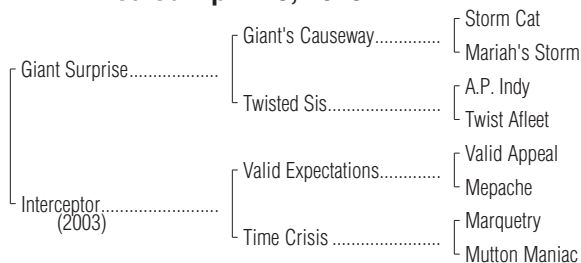 Storm Cat
Giant's Causeway
Mariah's Storm
Giant Surprise
A.P. Indy
Twisted Sis
Twist Afleet
Valid Appeal
Valid Expectations
Mepache
Interceptor
(2003)
Marquetry
Time Crisis
Mutton Maniac